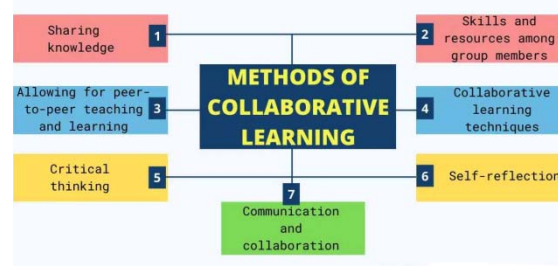 Sharing
knowledge
1
2
Skills and
resources among
group members
METHODS OF
COLLABORATIVE
LEARNING
Allowing for peer-
to-peer teaching
and learning
3
4
Collaborative
learning
techniques
Critical
thinking
5
6
Self-reflection
7
Communication
and
collaboration